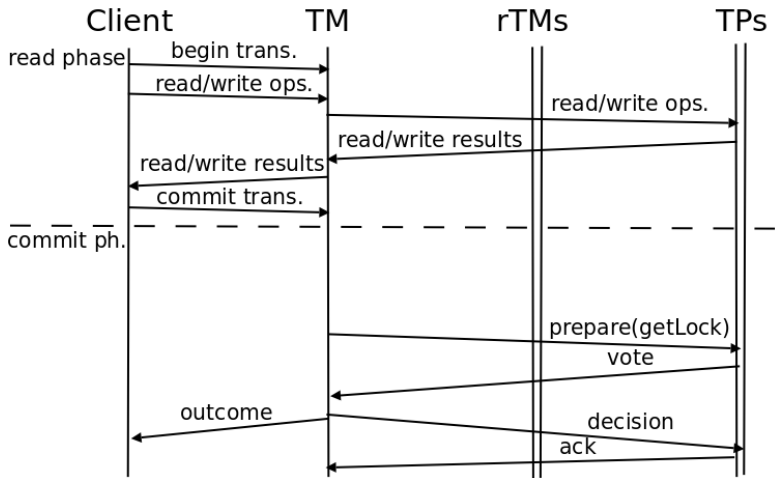 Client TM rTMs TPs
read phase
begin trans.
read/write ops.
read/write ops.
read/write results
read/write results
commit trans.
commit ph.
prepare(getLock)
vote
outcome
decision
ack